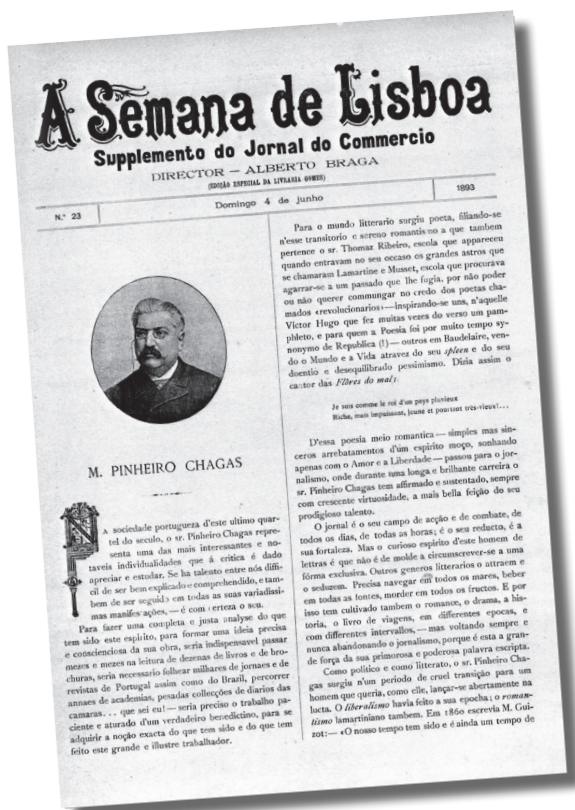 A Semana de Lisboa
Supplemento do Jornal do Commercio
DIRECTOR — ALBERTO BRAGA
(EDIÇÃO ESPECIAL DA LIVRARIA GOMES)
N.º 23
Domingo 4 de junho
1893
M. PINHEIRO CHAGAS
NA sociedade portugueza d'este ultimo quar-
tel do seculo, o sr. Pinheiro Chagas repre-
senta uma das mais interessantes e no-
taveis individualidades que á critica é dado
apreciar e estudar. Se ha talento entre nós diffi-
cil de ser bem explicado e comprehendido, e tam-
bem de ser seguido em todas as suas variadissi-
mas manifes ações, — é com certeza o seu.
Para fazer uma completa e justa analyse do que
tem sido este espirito, para formar uma ideia precisa
e conscienciosa da sua obra, seria indispensavel passar
mezes e mezes na leitura de dezenas de livros e de bro-
churas, seria necessario folhear milhares de jornaes e de
revistas de Portugal assim como do Brazil, percorrer
annaes de academias, pesadas collecções de diarios das
camaras... que sei eu! — seria preciso o trabalho pa-
ciente e aturado d'um verdadeiro benedictino, para se
adquirir a noção exacta do que tem sido e do que tem
feito este grande e illustre trabalhador.
Para o mundo litterario surgiu poeta, filiando-se
n'esse transitorio e sereno romantis no a que tambem
pertence o sr. Thomaz Ribeiro, escola que appareceu
quando entravam no seu occaso os grandes astros que
se chamaram Lamartine e Musset, escola que procurava
agarrar-se a um passado que lhe fugia, por não poder
ou não querer commungar no credo dos poetas cha-
mados «revolucionarios» — inspirando-se uns, n'aquelle
Victor Hugo que fez muitas vezes do verso um pam-
phleto, e para quem a Poesia foi por muito tempo sy-
nonymo de Republica (!) — outros em Baudelaire, ven-
do o Mundo e a Vida atravez do seu spleen e do seu
doentio e desequilibrado pessimismo. Diria assim o
cantor das Flôres do mal:
Je suis comme le roi d'un pays pluvieux
Riche, mais impuissant, jeune et pourtant très-vieux!...
D'essa poesia meio romantica — simples mas sin-
ceros arrebatamentos d'um espirito moço, sonhando
apenas com o Amor e a Liberdade — passou para o jor-
nalismo, onde durante uma longa e brilhante carreira o
sr. Pinheiro Chagas tem affirmado e sustentado, sempre
com crescente virtuosidade, a mais bella feição do seu
prodigioso talento.
O jornal é o seu campo de acção e de combate, de
todos os dias, de todas as horas; é o seu reducto, é a
sua fortaleza. Mas o curioso espirito d'este homem de
letras é que não é de molde a circumscrever-se a uma
fórma exclusiva. Outros generos litterarios o attraem e
o seduzem. Precisa navegar em todos os mares, beber
em todas as fontes, morder em todos os fructos. E por
isso tem cultivado tambem o romance, o drama, a his-
toria, o livro de viagens, em differentes epocas, e
com differentes intervallos, — mas voltando sempre e
nunca abandonando o jornalismo, porque é esta a gran-
de força da sua primorosa e poderosa palavra escripta.
Como politico e como litterato, o sr. Pinheiro Cha-
gas surgiu n'um periodo de cruel transição para um
homem que queria, como elle, lançar-se abertamente na
lucta. O liberalismo havia feito a sua epocha; o roman-
tismo lamartiniano tambem. Em 1860 escrevia M. Gui-
zot: — «O nosso tempo tem sido e é ainda um tempo de